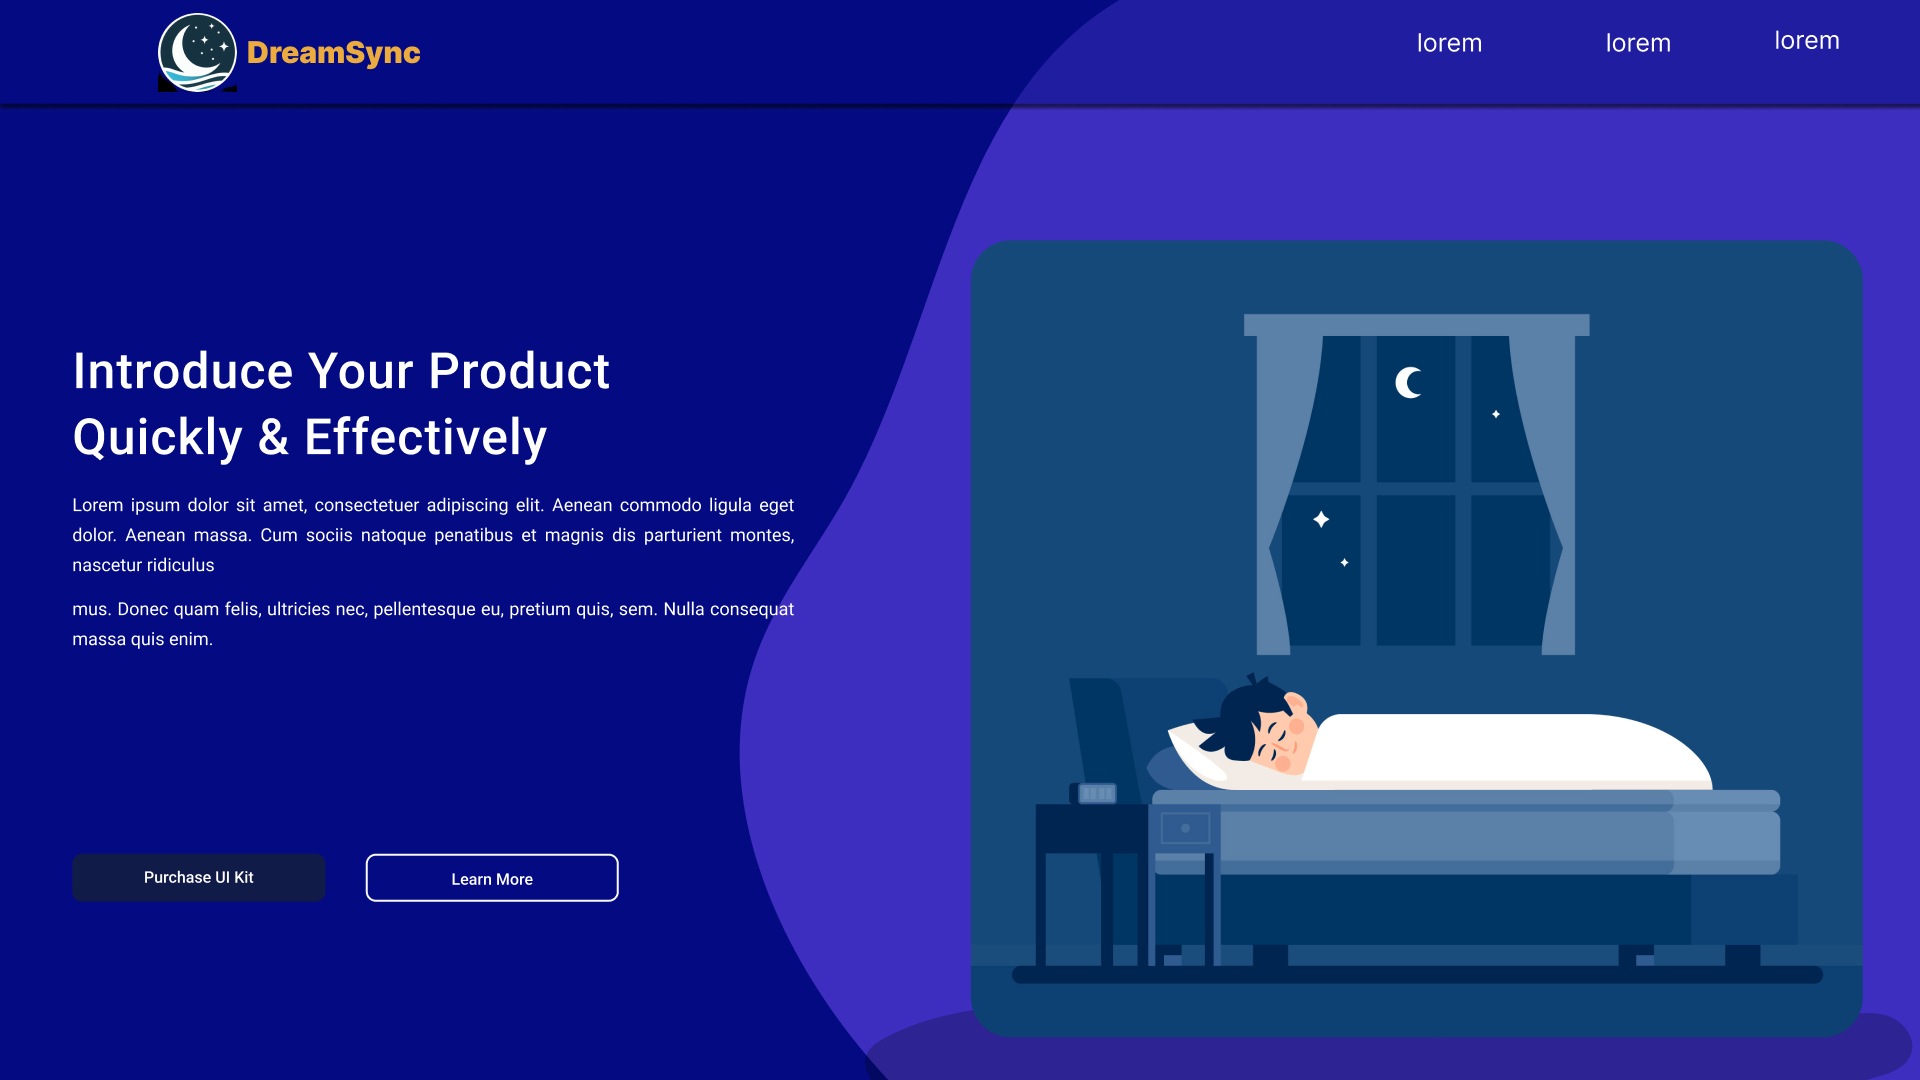 DreamSync
lorem
lorem
lorem
Introduce Your Product
Quickly & Effectively
Lorem ipsum dolor sit amet, consectetuer adipiscing elit. Aenean commodo ligula eget
dolor. Aenean massa. Cum sociis natoque penatibus et magnis dis parturient montes,
nascetur ridiculus
mus. Donec quam felis, ultricies nec, pellentesque eu, pretium quis, sem. Nulla consequat
massa quis enim.
Purchase UI Kit
Learn More